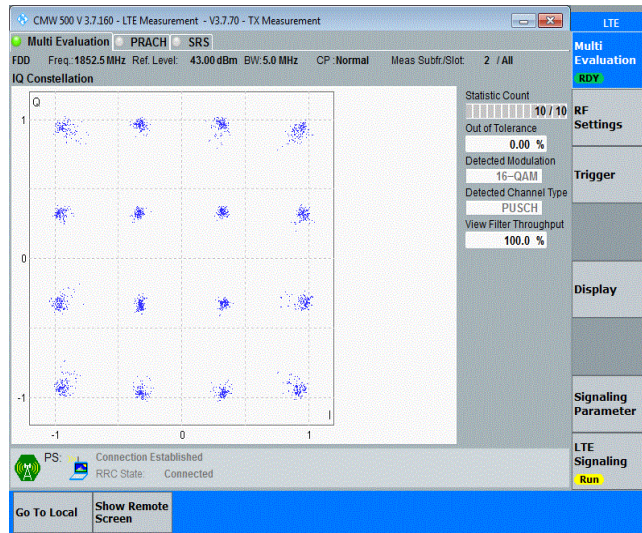 CMW 500 V 3.7.160 - LTE Measurement - V3.7.70 - TX Measurement
LTE
Multi Evaluation PRACH SRS
Multi
Evaluation
RDY
FDD Freq.:1852.5 MHz Ref. Level: 43.00 dBm BW:5.0 MHz CP :Normal Meas Subfr./Slot: 2 / All
IQ Constellation
Q
1
0
-1
-1 0 1
I
Statistic Count
10 / 10
Out of Tolerance
0.00 %
Detected Modulation
16-QAM
Detected Channel Type
PUSCH
View Filter Throughput
100.0 %
RF
Settings
Trigger
Display
Signaling
Parameter
LTE
Signaling
Run
PS: Connection Established
RRC State: Connected
Go To Local
Show Remote
Screen